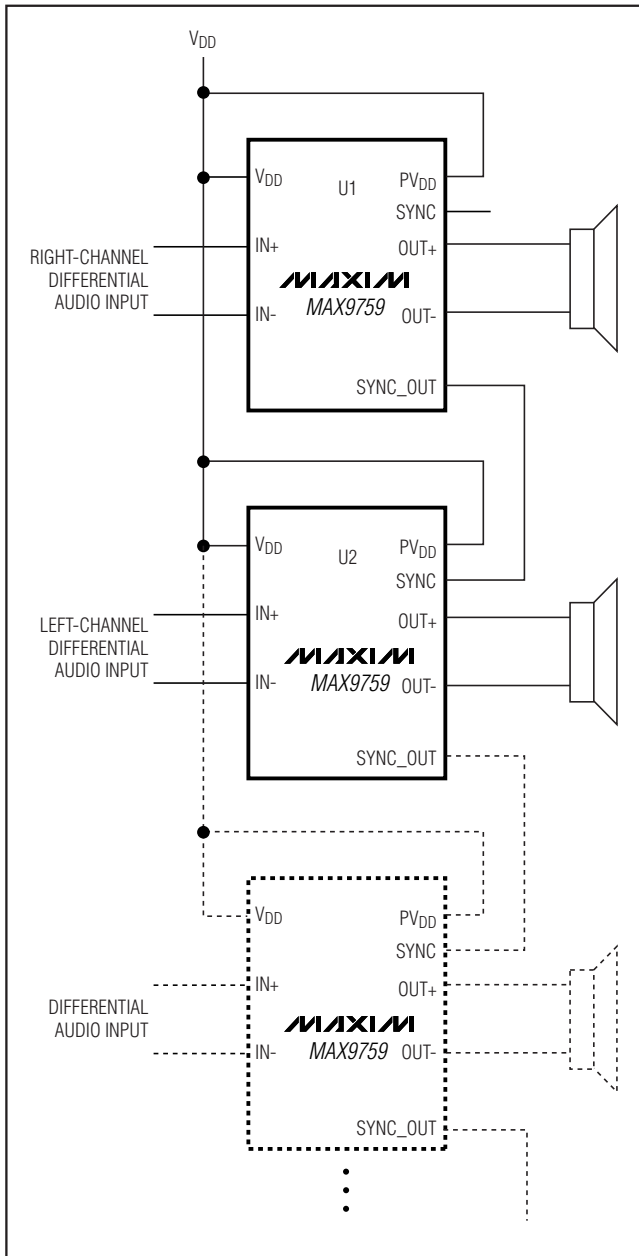 VDD
VDD
U1
PVDD
SYNC
RIGHT-CHANNEL
DIFFERENTIAL
AUDIO INPUT
IN+
OUT+
MAXIM
MAX9759
IN-
OUT-
SYNC_OUT
VDD
U2
PVDD
SYNC
LEFT-CHANNEL
DIFFERENTIAL
AUDIO INPUT
IN+
OUT+
MAXIM
MAX9759
IN-
OUT-
SYNC_OUT
VDD
PVDD
SYNC
DIFFERENTIAL
AUDIO INPUT
IN+
OUT+
MAXIM
MAX9759
IN-
OUT-
SYNC_OUT